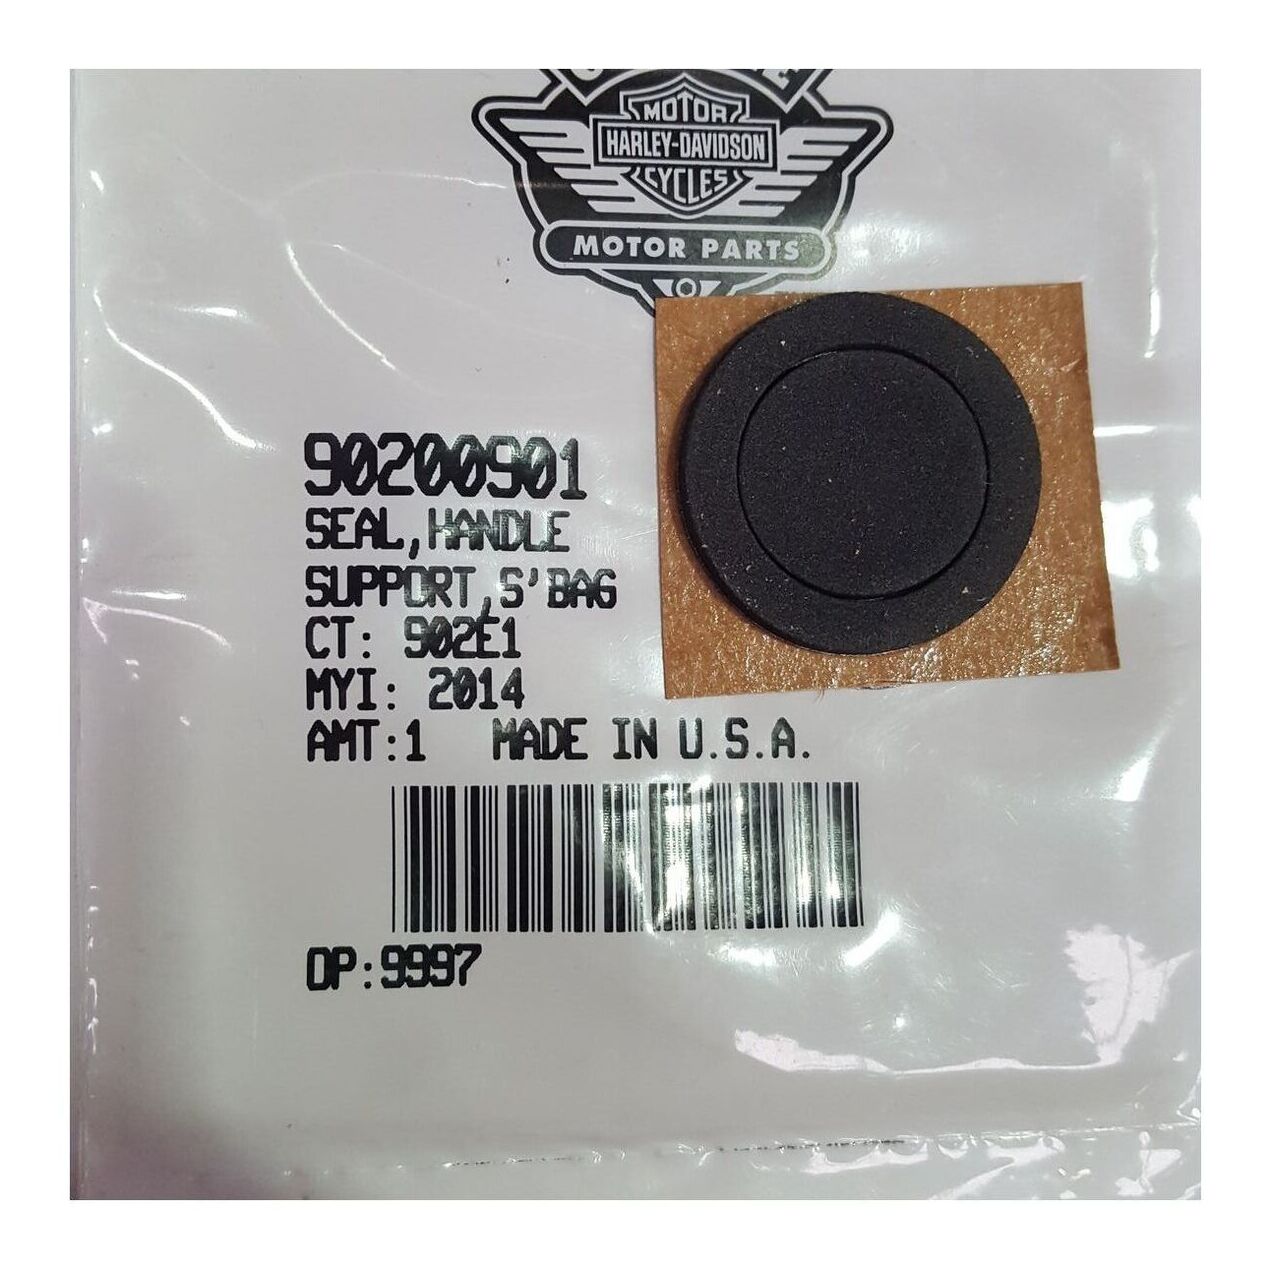 MOTOR
HARLEY-DAVIDSON
CYCLES
MOTOR PARTS
90200901
SEAL,HANDLE
SUPPORT,S'BAG
CT: 902E1
MYI: 2014
AMT:1 MADE IN U.S.A.
OP:9997